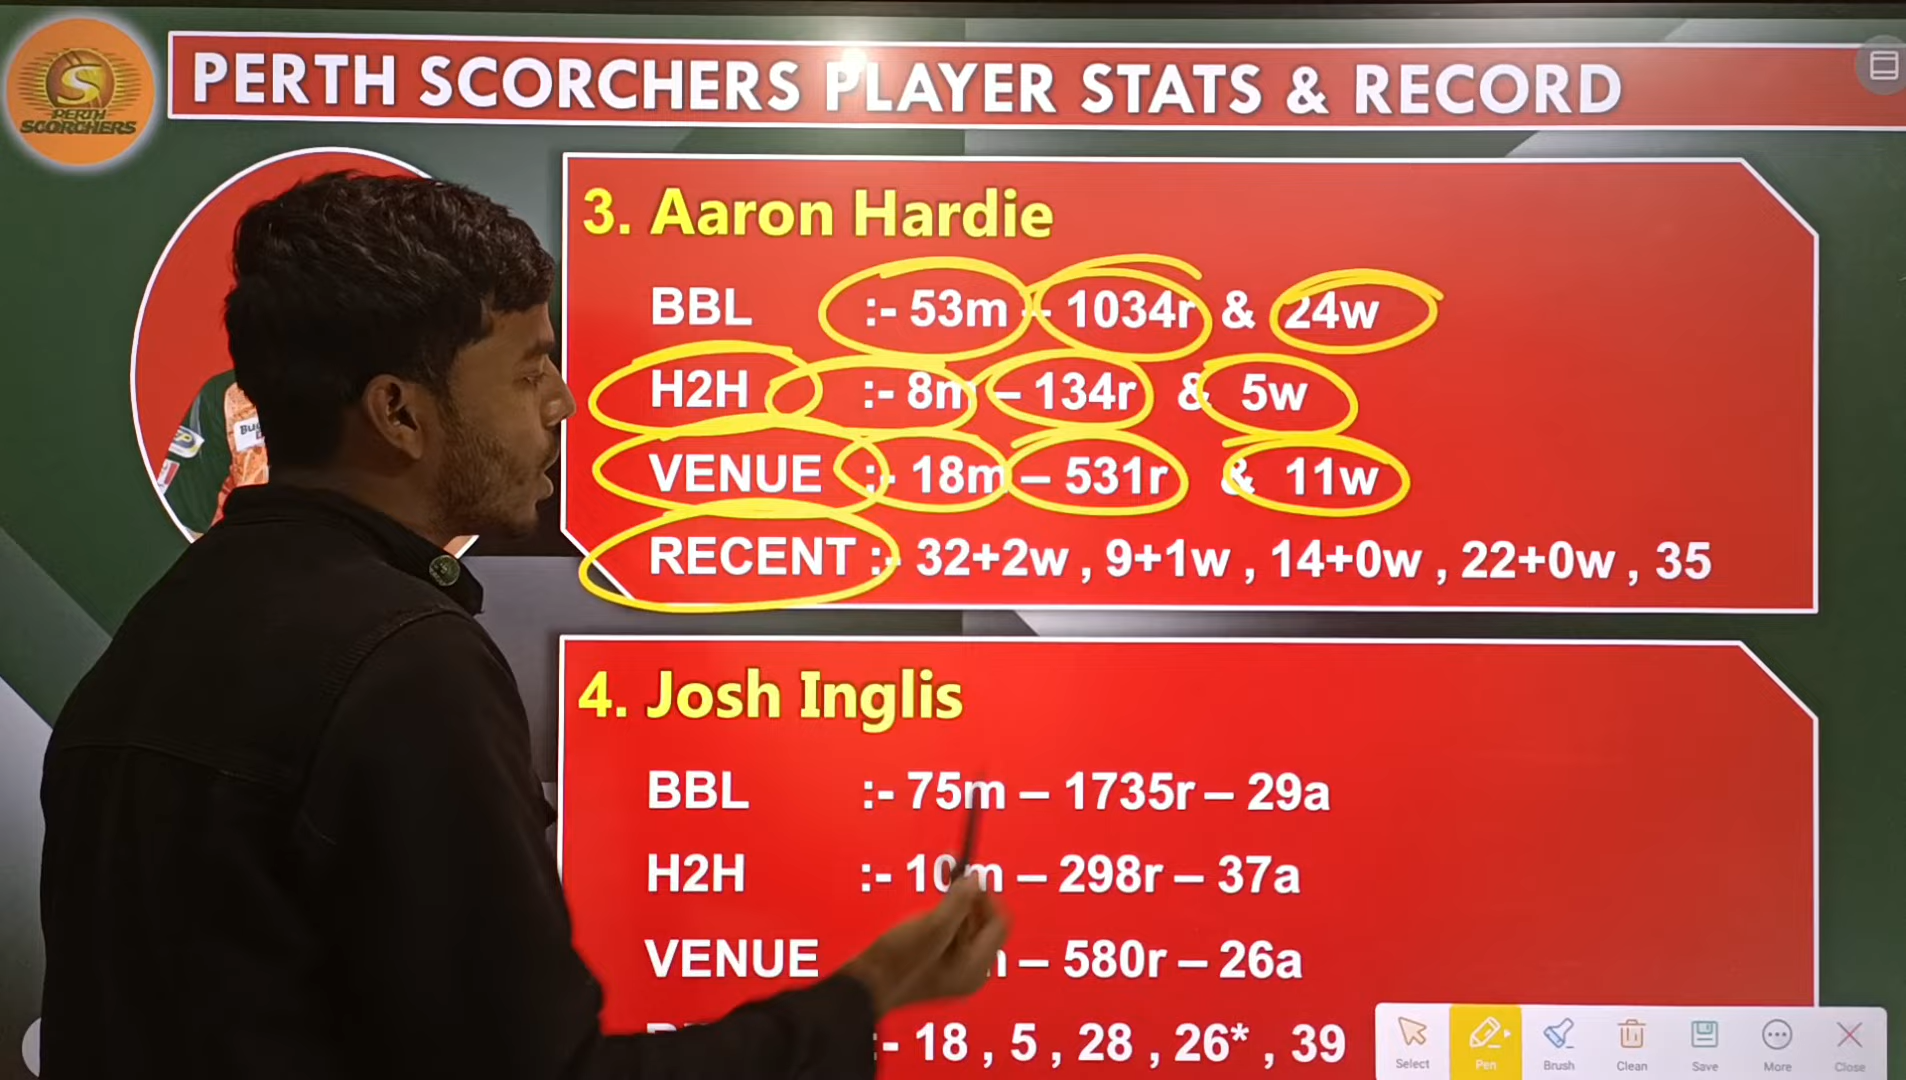 PERTH SCORCHERS
PERTH SCORCHERS PLAYER STATS & RECORD
3. Aaron Hardie
BBL :- 53m – 1034r & 24w
H2H :- 8m – 134r & 5w
VENUE :- 18m – 531r & 11w
RECENT :- 32+2w , 9+1w , 14+0w , 22+0w , 35
4. Josh Inglis
BBL :- 75m – 1735r – 29a
H2H :- 10m – 298r – 37a
VENUE – 580r – 26a
:- 18 , 5 , 28 , 26* , 39
Select Pen Brush Clean Save More Close